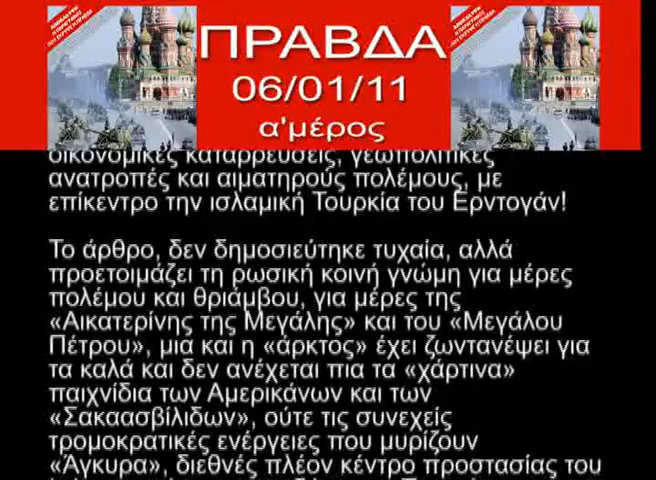 ΠΡΑΒΔΑ
06/01/11
α'μέρος
οικονομικές καταρρεύσεις, γεωπολιτικές
ανατροπές και αιματηρούς πολέμους, με
επίκεντρο την ισλαμική Τουρκία του Ερντογάν!
Το άρθρο, δεν δημοσιεύτηκε τυχαία, αλλά
προετοιμάζει τη ρωσική κοινή γνώμη για μέρες
πολέμου και θριάμβου, για μέρες της
«Αικατερίνης της Μεγάλης» και του «Μεγάλου
Πέτρου», μια και η «άρκτος» έχει ζωντανέψει για
τα καλά και δεν ανέχεται πια τα «χάρτινα»
παιχνίδια των Αμερικάνων και των
«Σακαασβίλιδων», ούτε τις συνεχείς
τρομοκρατικές ενέργειες που μυρίζουν
«Άγκυρα», διεθνές πλέον κέντρο προστασίας του